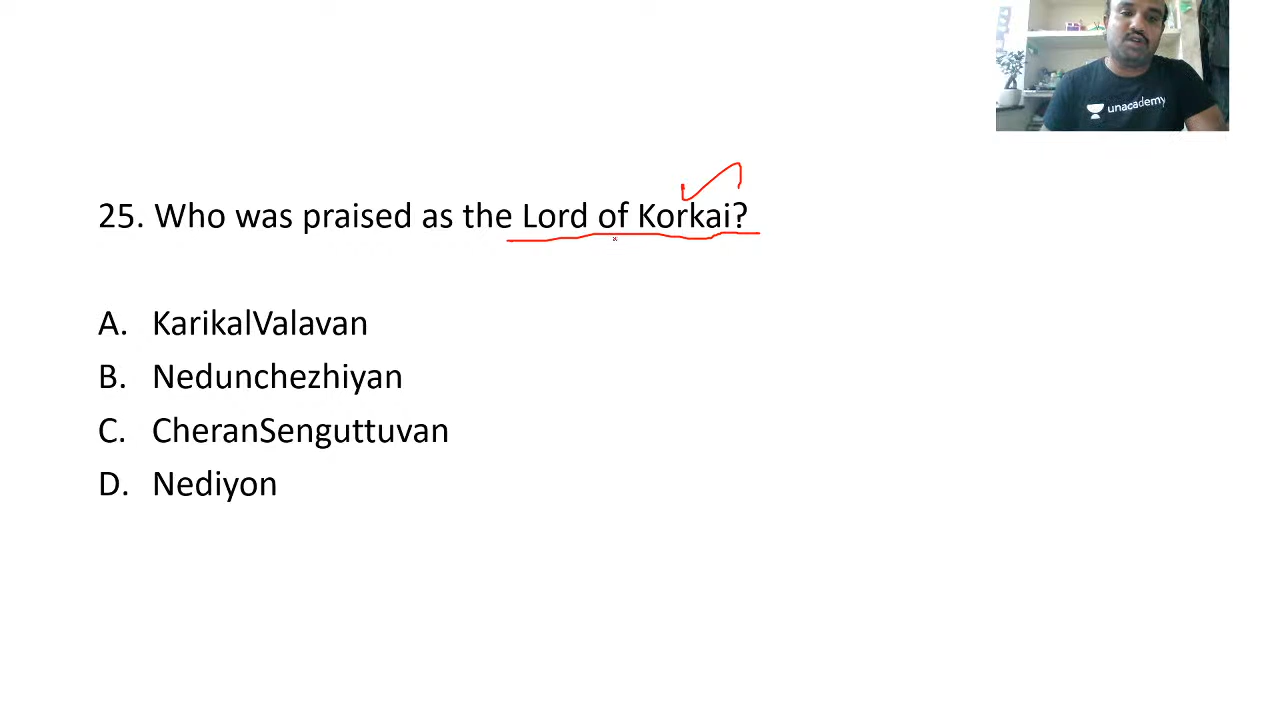 unacademy
25. Who was praised as the Lord of Korkai?
A. KarikalValavan
B. Nedunchezhiyan
C. CheranSenguttuvan
D. Nediyon